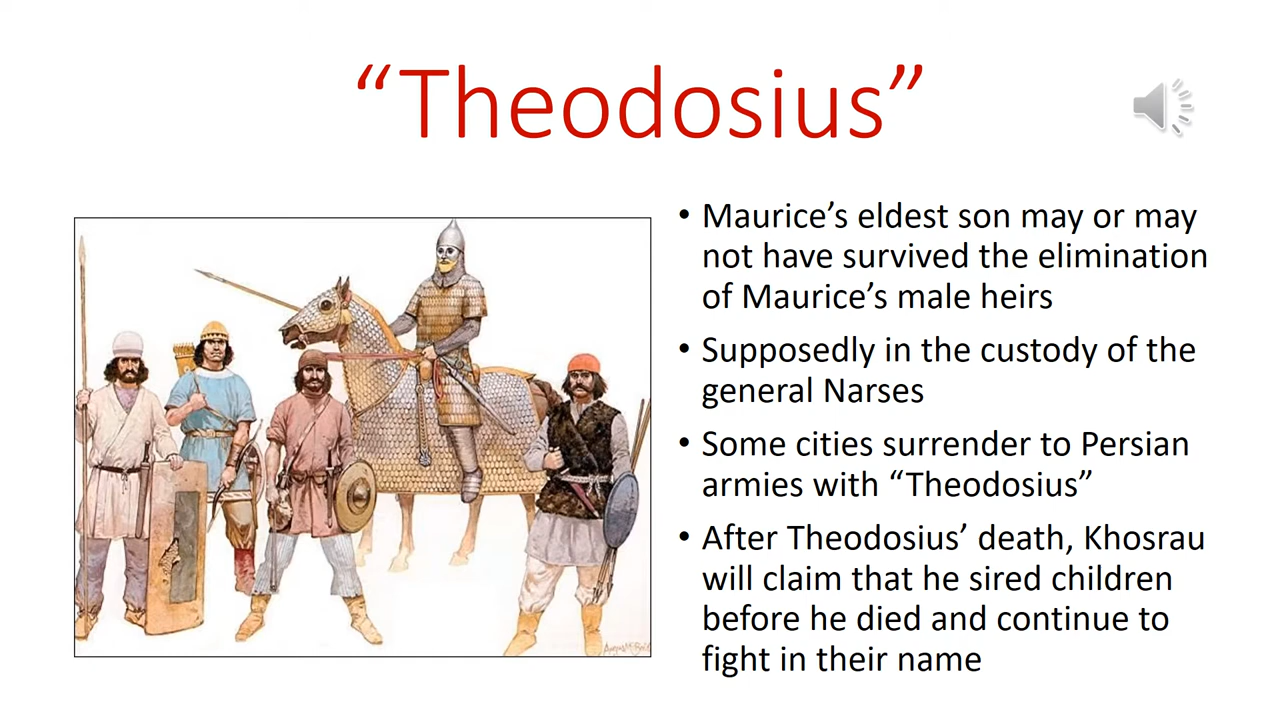 “Theodosius”
• Maurice’s eldest son may or may
not have survived the elimination
of Maurice’s male heirs
• Supposedly in the custody of the
general Narses
• Some cities surrender to Persian
armies with “Theodosius”
• After Theodosius’ death, Khosrau
will claim that he sired children
before he died and continue to
fight in their name